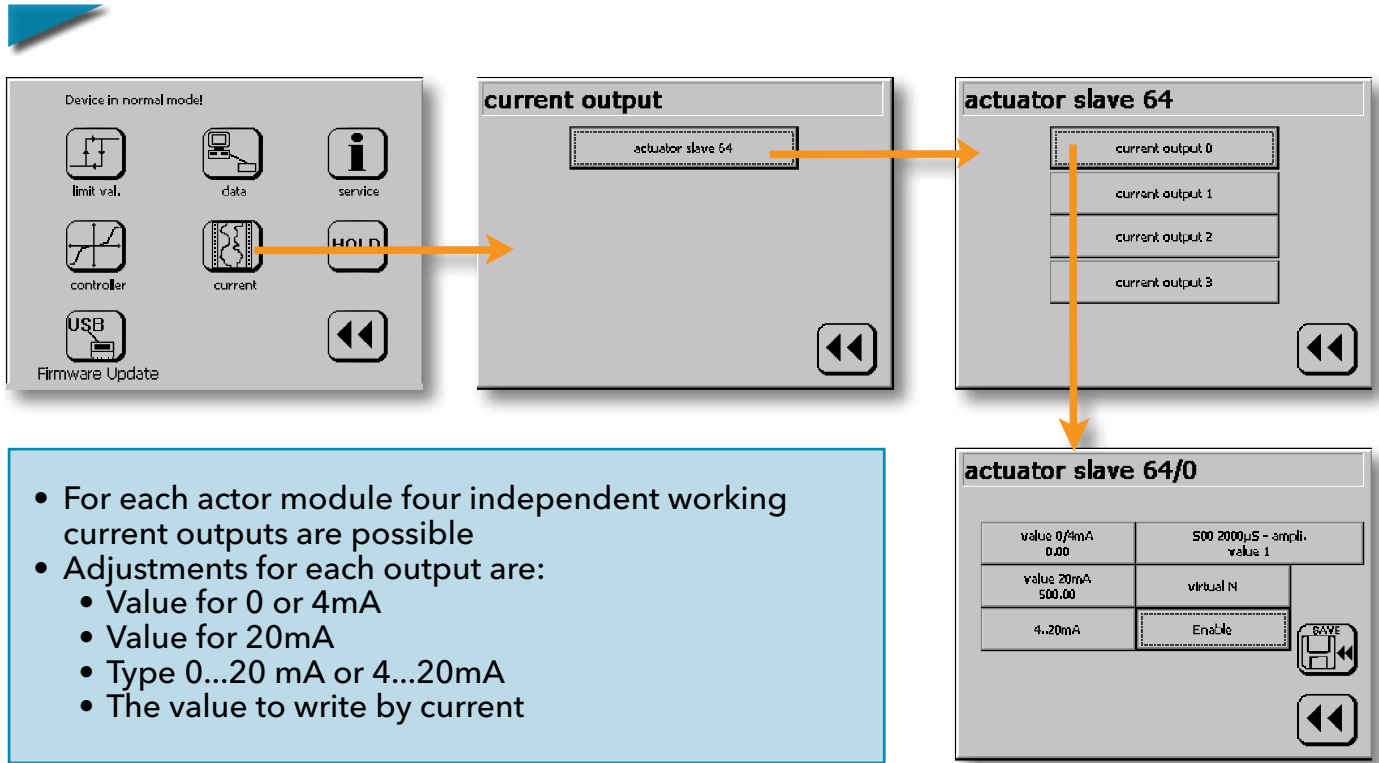 Device in normal mode!
limit val.
data
service
controller
current
HOLD
USB
Firmware Update
current output
actuator slave 64
actuator slave 64
current output 0
current output 1
current output 2
current output 3
actuator slave 64/0
value 0/4mA
0.00
500 2000µS - ampli.
value 1
value 20mA
500.00
virtual N
4..20mA
Enable
SAVE
• For each actor module four independent working
current outputs are possible
• Adjustments for each output are:
• Value for 0 or 4mA
• Value for 20mA
• Type 0...20 mA or 4...20mA
• The value to write by current